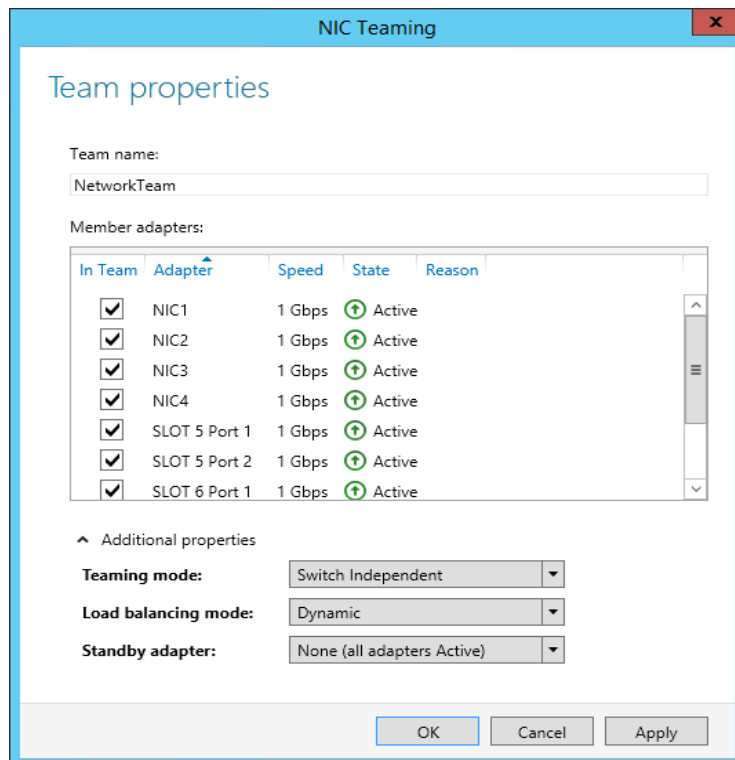 NIC Teaming
x
Team properties
Team name:
NetworkTeam
Member adapters:
In Team Adapter Speed State Reason
NIC1 1 Gbps Active
NIC2 1 Gbps Active
NIC3 1 Gbps Active
NIC4 1 Gbps Active
SLOT 5 Port 1 1 Gbps Active
SLOT 5 Port 2 1 Gbps Active
SLOT 6 Port 1 1 Gbps Active
Additional properties
Teaming mode: Switch Independent
Load balancing mode: Dynamic
Standby adapter: None (all adapters Active)
OK Cancel Apply